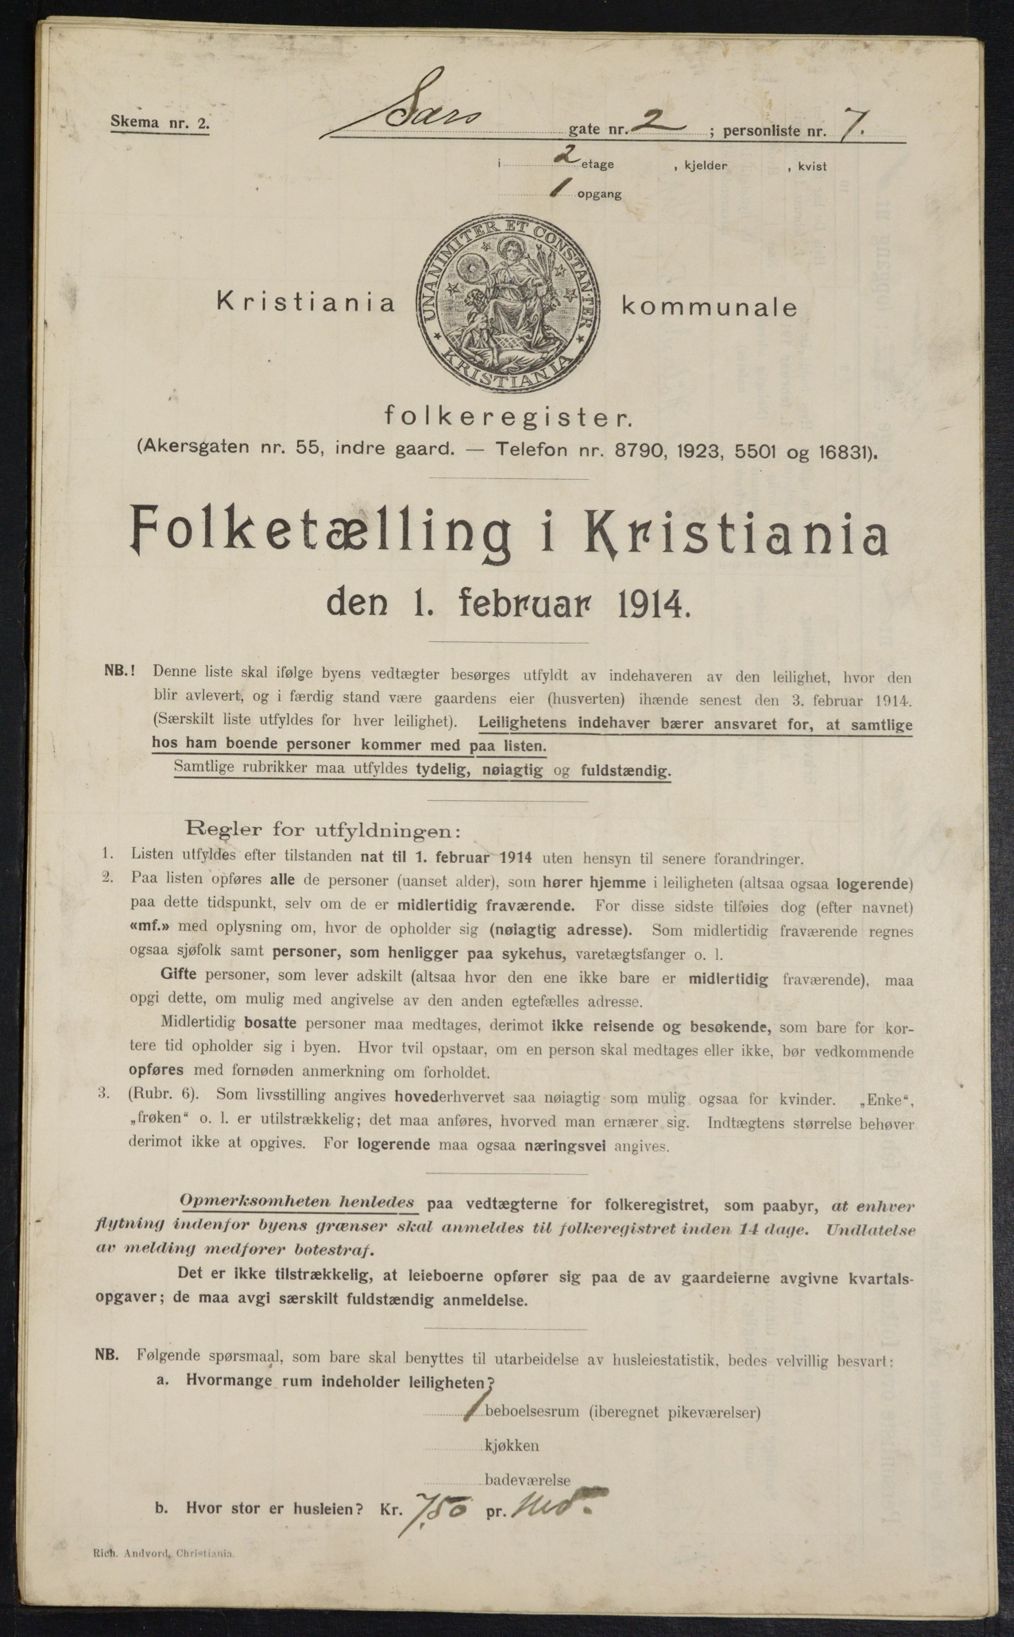 Skema nr. 2.
Sars gate nr. 2 ; personliste nr. 7.
i 2 etage , kjelder , kvist
1 opgang
UNANIMITER ET CONSTANTER
KRISTIANIA
Kristiania kommunale
folkeregister.
(Akersgaten nr. 55, indre gaard. — Telefon nr. 8790, 1923, 5501 og 16831).
Folketælling i Kristiania
den 1. februar 1914.
NB.! Denne liste skal ifølge byens vedtægter besørges utfyldt av indehaveren av den leilighet, hvor den
blir avlevert, og i færdig stand være gaardens eier (husverten) ihænde senest den 3. februar 1914.
(Særskilt liste utfyldes for hver leilighet). Leilighetens indehaver bærer ansvaret for, at samtlige
hos ham boende personer kommer med paa listen.
Samtlige rubrikker maa utfyldes tydelig, nøiagtig og fuldstændig.
Regler for utfyldningen:
1. Listen utfyldes efter tilstanden nat til 1. februar 1914 uten hensyn til senere forandringer.
2. Paa listen opføres alle de personer (uanset alder), som hører hjemme i leiligheten (altsaa ogsaa logerende)
paa dette tidspunkt, selv om de er midlertidig fraværende. For disse sidste tilføies dog (efter navnet)
«mf.» med oplysning om, hvor de opholder sig (nøiagtig adresse). Som midlertidig fraværende regnes
ogsaa sjøfolk samt personer, som henligger paa sykehus, varetægtsfanger o. l.
Gifte personer, som lever adskilt (altsaa hvor den ene ikke bare er midlertidig fraværende), maa
opgi dette, om mulig med angivelse av den anden egtefælles adresse.
Midlertidig bosatte personer maa medtages, derimot ikke reisende og besøkende, som bare for kor-
tere tid opholder sig i byen. Hvor tvil opstaar, om en person skal medtages eller ikke, bør vedkommende
opføres med fornøden anmerkning om forholdet.
3. (Rubr. 6). Som livsstilling angives hovederhvervet saa nøiagtig som mulig ogsaa for kvinder. „Enke“,
„frøken“ o. l. er utilstrækkelig; det maa anføres, hvorved man ernærer sig. Indtægtens størrelse behøver
derimot ikke at opgives. For logerende maa ogsaa næringsvei angives.
Opmerksomheten henledes paa vedtægterne for folkeregistret, som paabyr, at enhver
flytning indenfor byens grænser skal anmeldes til folkeregistret inden 14 dage. Undlatelse
av melding medfører botestraf.
Det er ikke tilstrækkelig, at leieboerne opfører sig paa de av gaardeierne avgivne kvartals-
opgaver; de maa avgi særskilt fuldstændig anmeldelse.
NB. Følgende spørsmaal, som bare skal benyttes til utarbeidelse av husleiestatistik, bedes velvillig besvart:
a. Hvormange rum indeholder leiligheten?
1 beboelsesrum (iberegnet pikeværelser)
kjøkken
badeværelse
b. Hvor stor er husleien? Kr. 7,50 pr.
Rich. Andvord, Christiania.